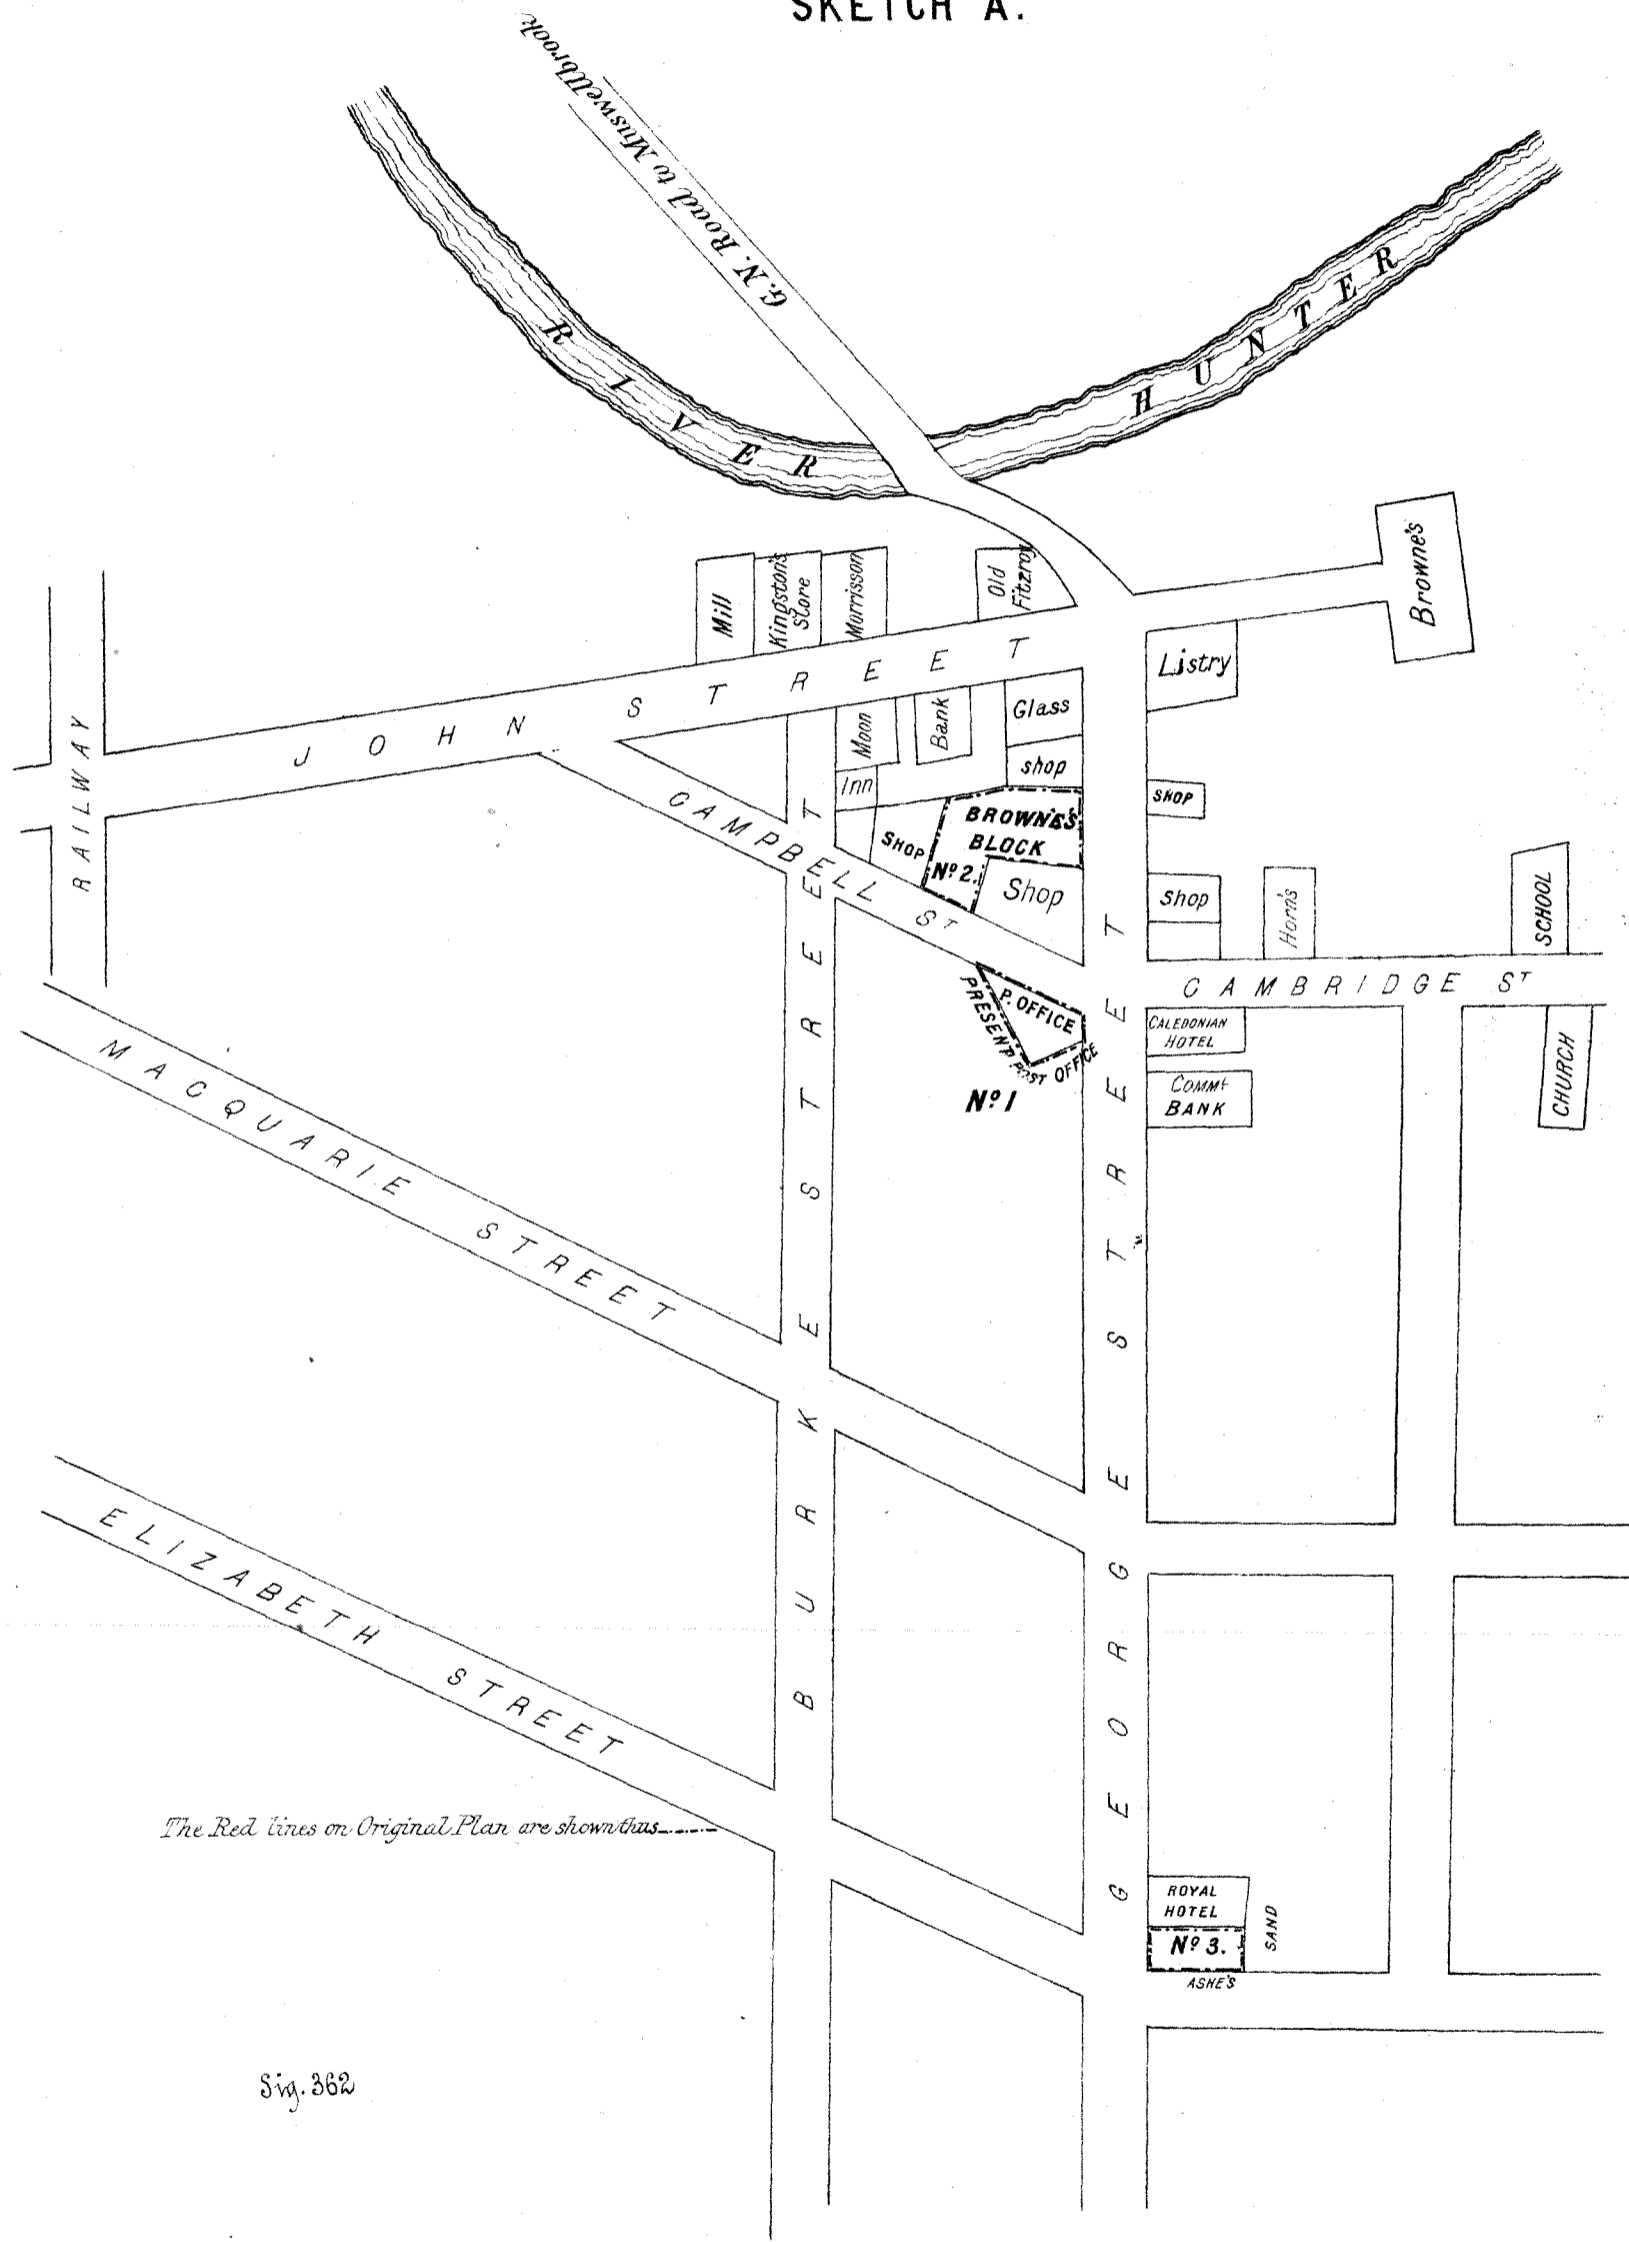 SKETCH A.
G.N. Road to Muswellbrook
RIVER HUNTER
Browne's
Mill
Kingston's
Store
Morrisson
Old
Fitzroy
Listry
JOHN STREET
RAILWAY
Moon
Bank
Glass
shop
Inn
SHOP
CAMPBELL ST
BROWNE'S
BLOCK
Nº 2.
SHOP
Shop
Shop
Horn's
SCHOOL
CAMBRIDGE ST
P. OFFICE
PRESENT POST OFFICE
Nº 1
CALEDONIAN
HOTEL
COMMl
BANK
CHURCH
MACQUARIE STREET
BURKE STREET
GEORGE STREET
ELIZABETH STREET
The Red lines on Original Plan are shown thus
ROYAL
HOTEL
Nº 3.
SAND
ASHE'S
Sig. 362